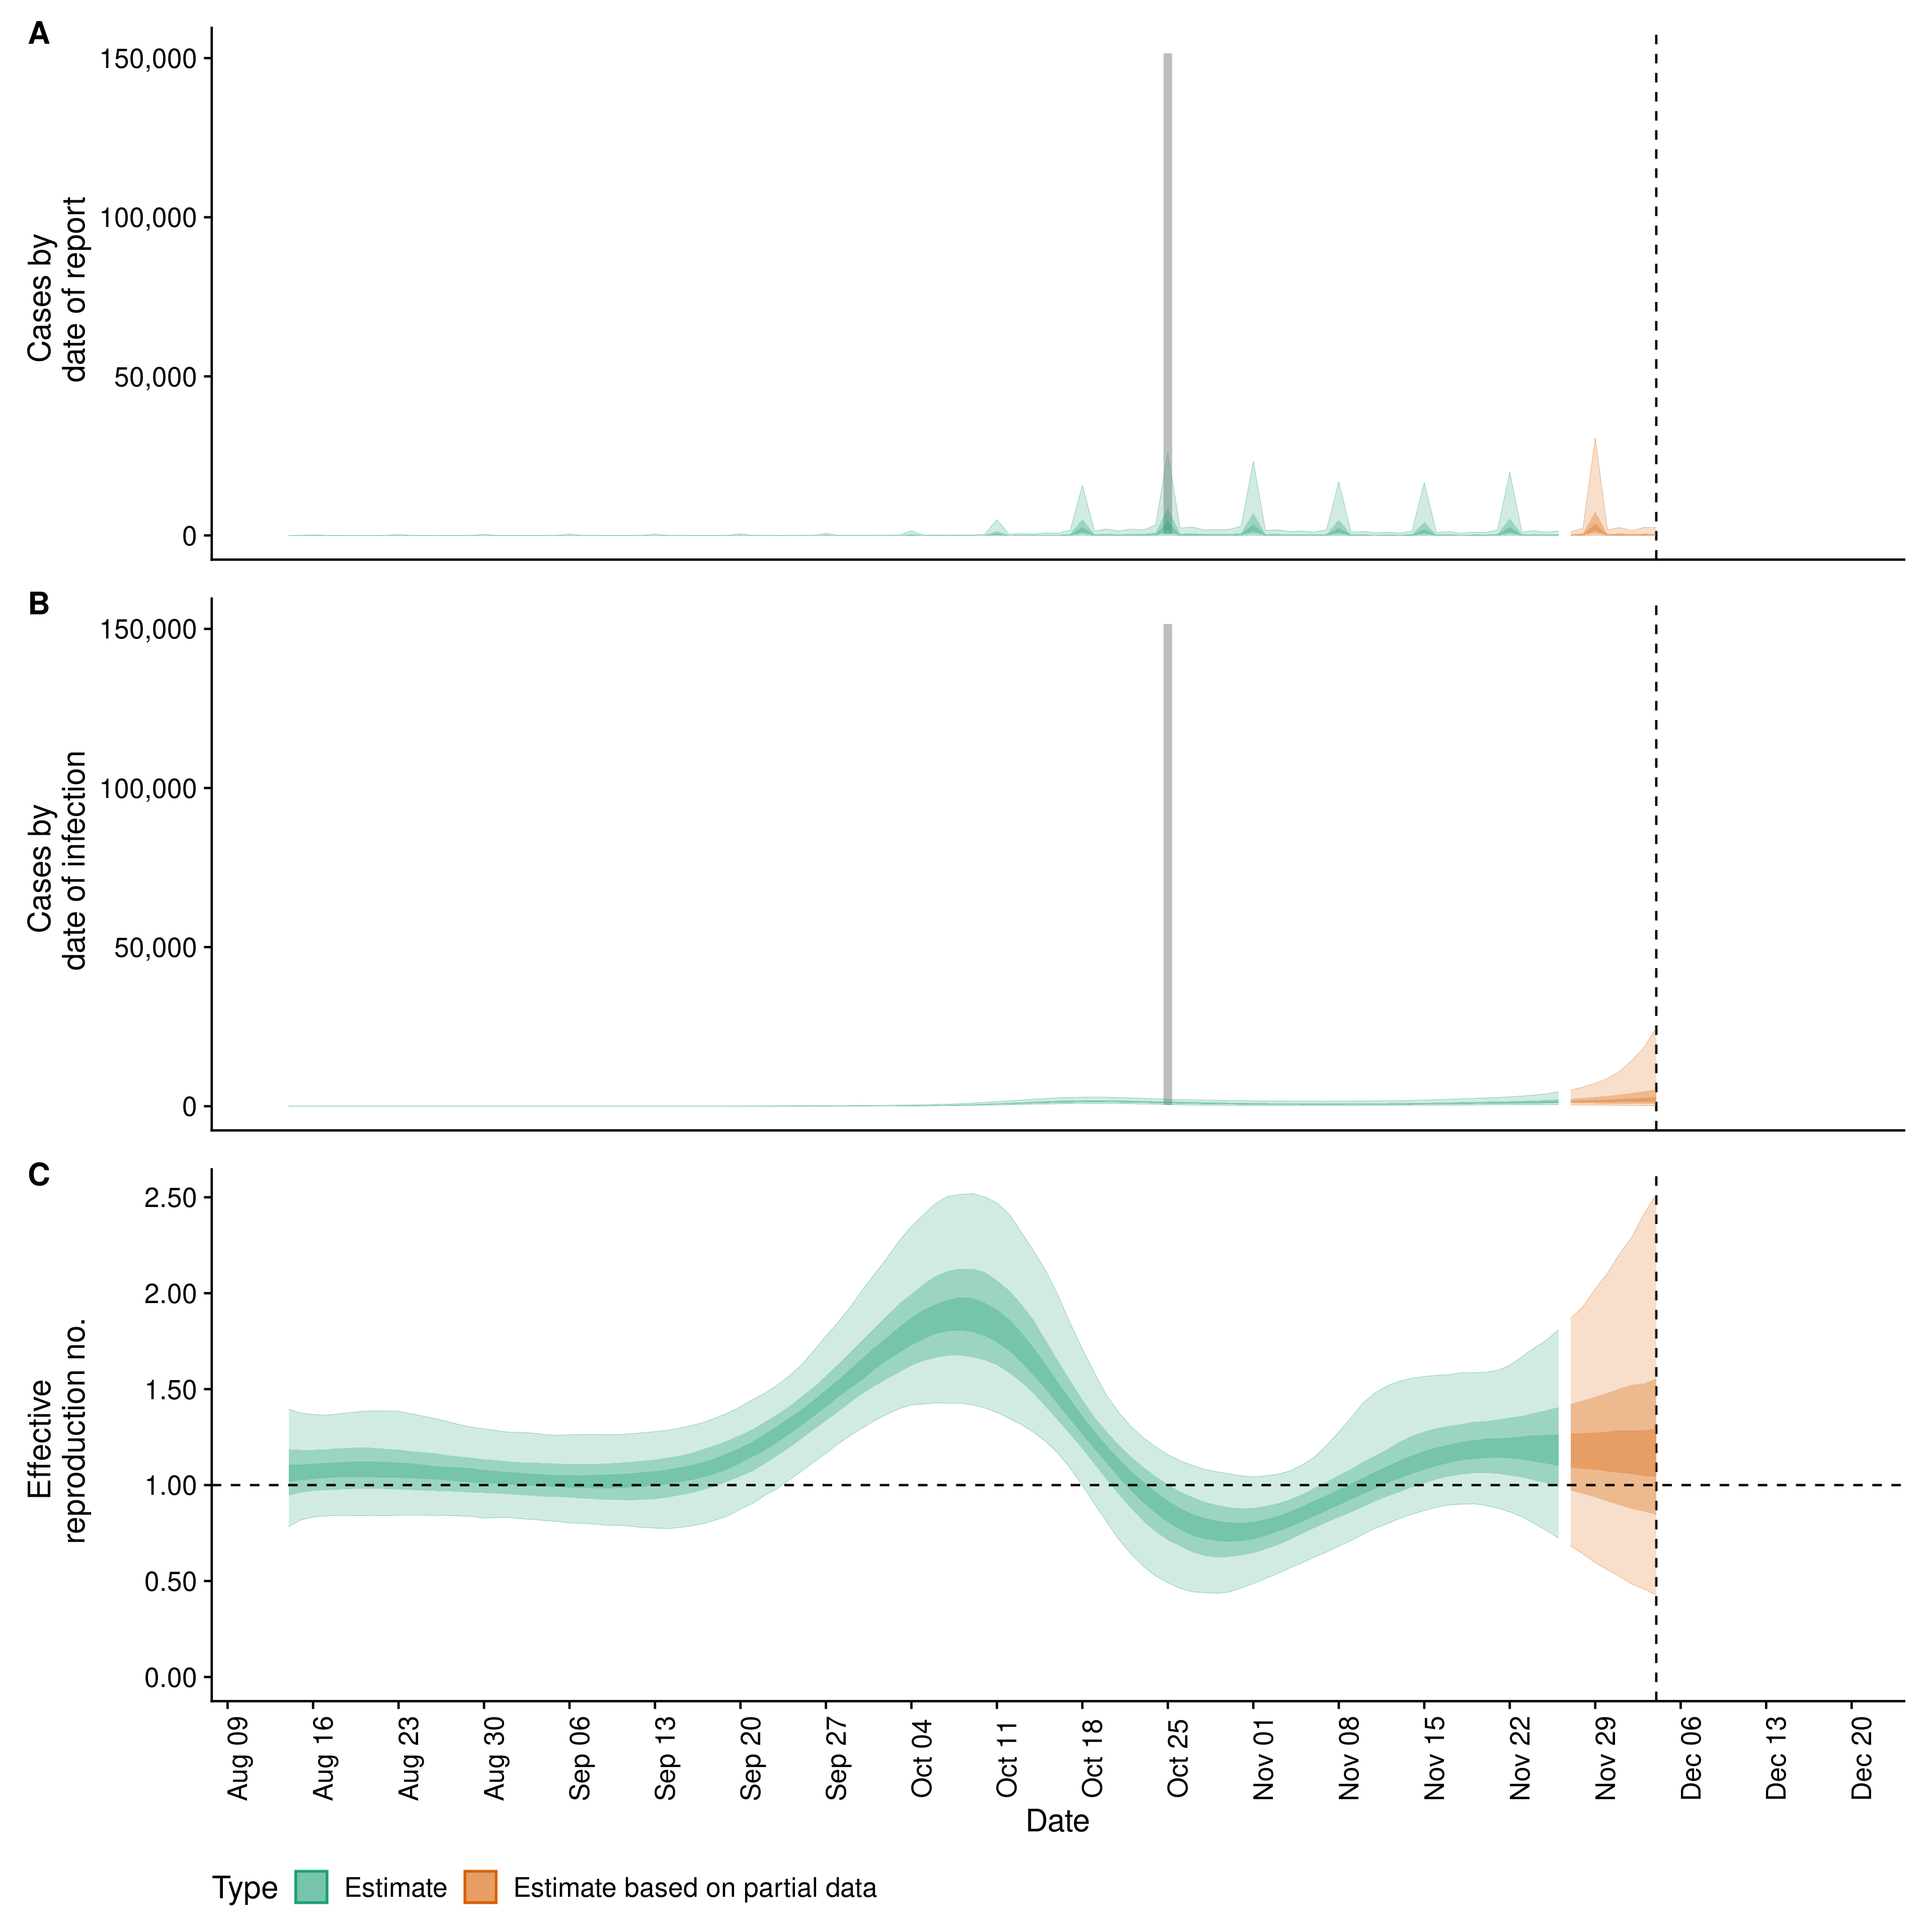 A
Cases by
date of report
150,000
100,000
50,000
0
B
Cases by
date of infection
150,000
100,000
50,000
0
C
Effective
reproduction no.
2.50
2.00
1.50
1.00
0.50
0.00
Aug 09
Aug 16
Aug 23
Aug 30
Sep 06
Sep 13
Sep 20
Sep 27
Oct 04
Oct 11
Oct 18
Oct 25
Nov 01
Nov 08
Nov 15
Nov 22
Nov 29
Dec 06
Dec 13
Dec 20
Date
Type Estimate Estimate based on partial data